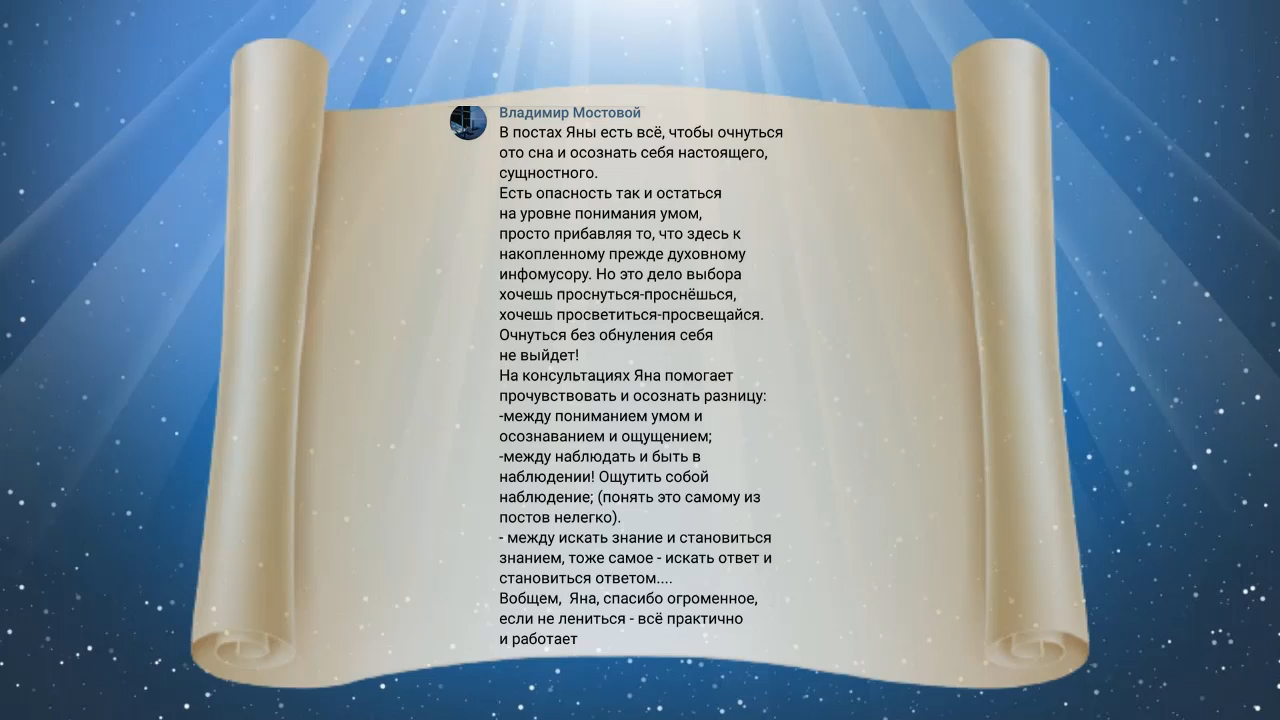 Владимир Мостовой
В постах Яны есть всё, чтобы очнуться
ото сна и осознать себя настоящего,
сущностного.
Есть опасность так и остаться
на уровне понимания умом,
просто прибавляя то, что здесь к
накопленному прежде духовному
инфомусору. Но это дело выбора
хочешь проснуться-проснёшься,
хочешь просветиться-просвещайся.
Очнуться без обнуления себя
не выйдет!
На консультациях Яна помогает
прочувствовать и осознать разницу:
-между пониманием умом и
осознаванием и ощущением;
-между наблюдать и быть в
наблюдении! Ощутить собой
наблюдение; (понять это самому из
постов нелегко).
- между искать знание и становиться
знанием, тоже самое - искать ответ и
становиться ответом....
Вобщем,  Яна, спасибо огроменное,
если не лениться - всё практично
и работает